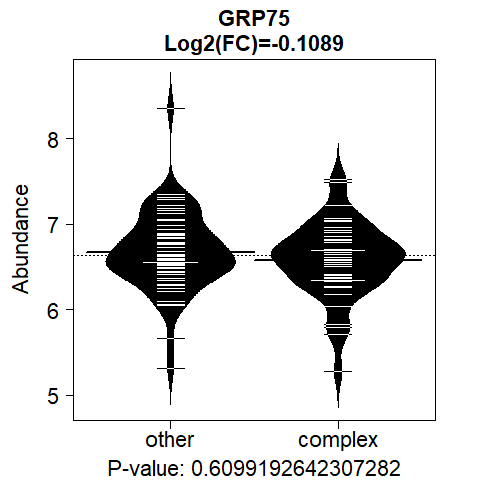 GRP75
Log2(FC)=-0.1089
Abundance
8
7
6
5
other complex
P-value: 0.6099192642307282